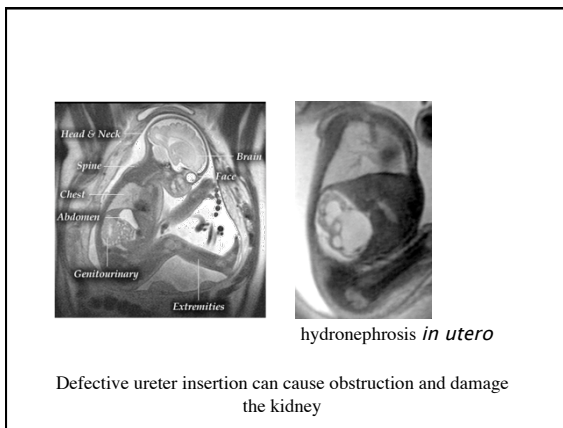 Head & Neck
Brain
Spine
Face
Chest
Abdomen
Genitourinary
Extremities
hydronephrosis in utero
Defective ureter insertion can cause obstruction and damage
the kidney